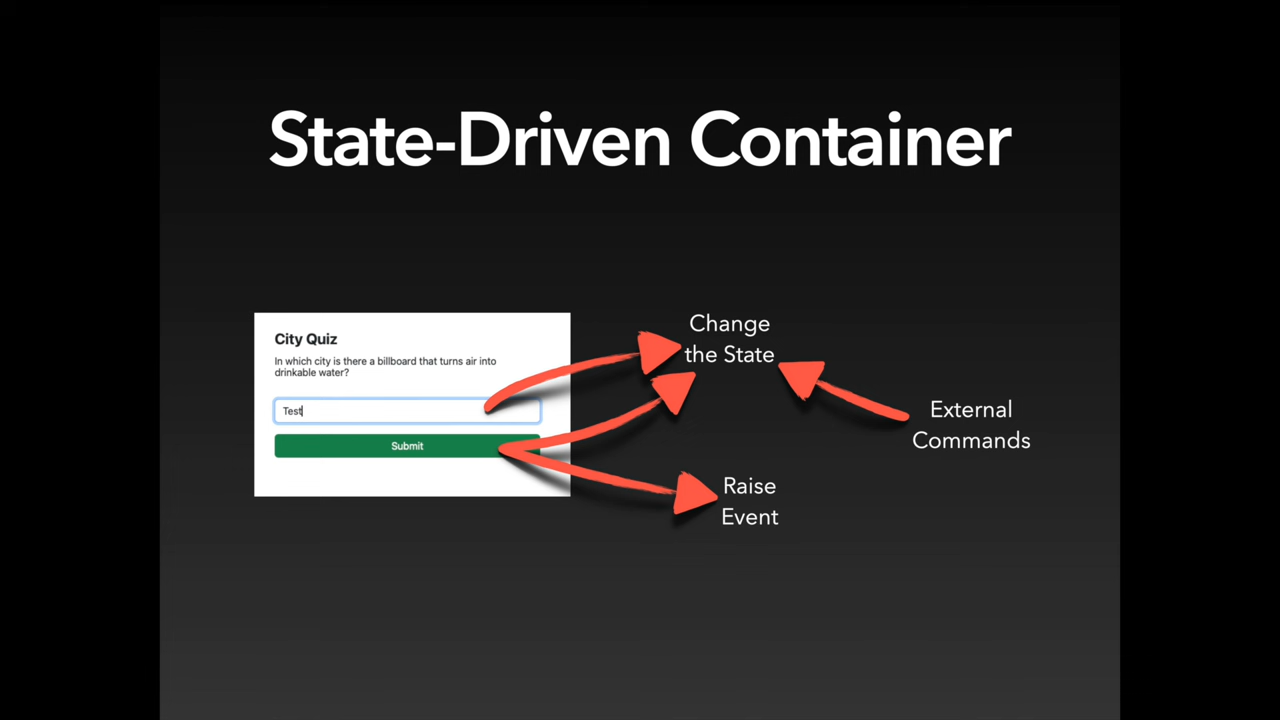 State-Driven Container
City Quiz
In which city is there a billboard that turns air into
drinkable water?
Test
Submit
Change
the State
External
Commands
Raise
Event